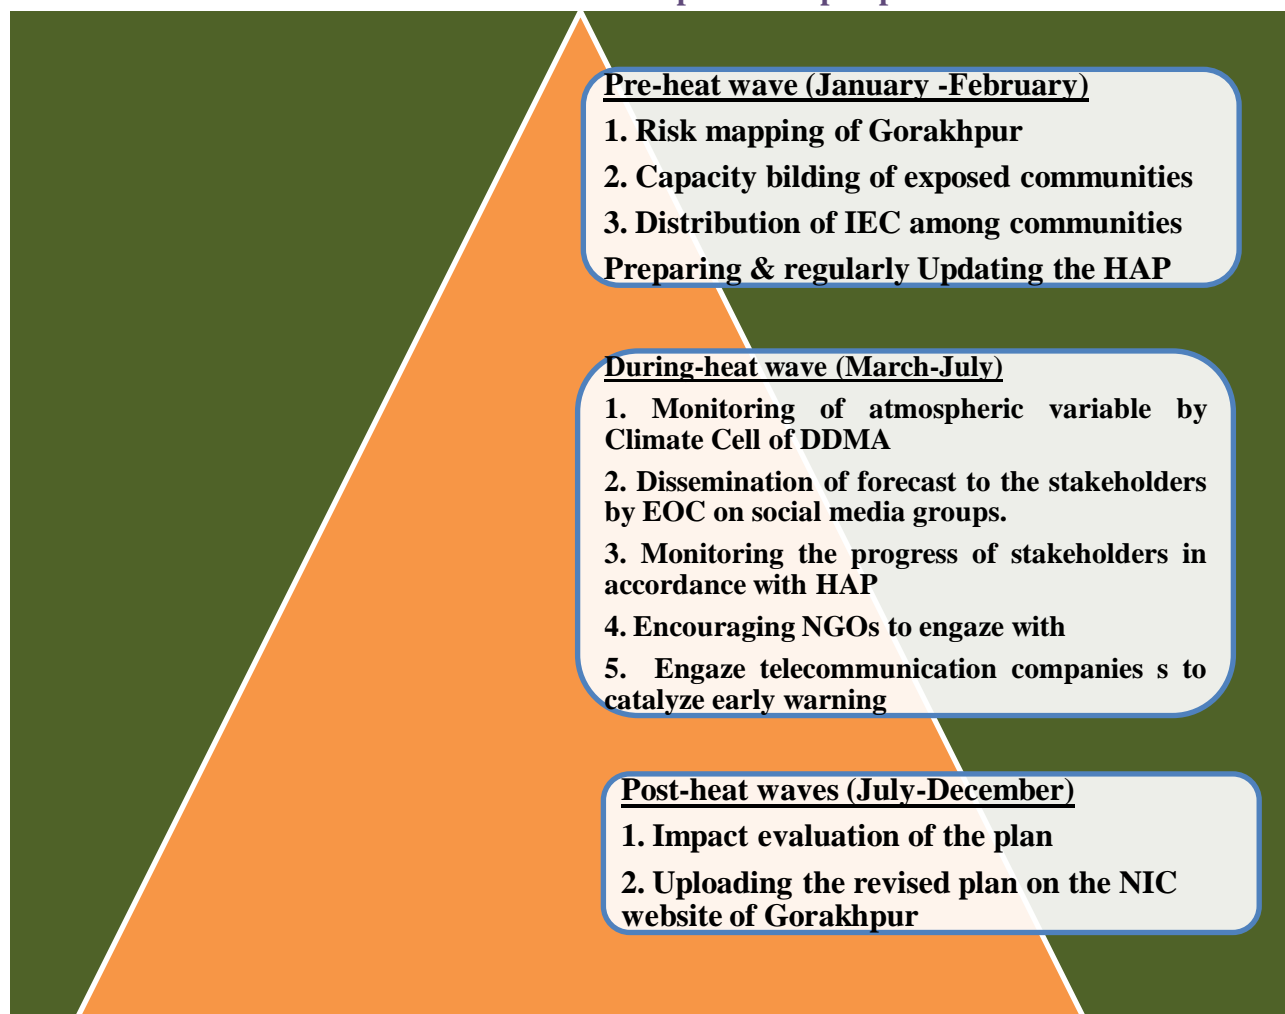 Pre-heat wave (January -February)
1. Risk mapping of Gorakhpur
2. Capacity bilding of exposed communities
3. Distribution of IEC among communities
Preparing & regularly Updating the HAP
During-heat wave (March-July)
1. Monitoring of atmospheric variable by
Climate Cell of DDMA
2. Dissemination of forecast to the stakeholders
by EOC on social media groups.
3. Monitoring the progress of stakeholders in
accordance with HAP
4. Encouraging NGOs to engaze with
5. Engaze telecommunication companies s to
catalyze early warning
Post-heat waves (July-December)
1. Impact evaluation of the plan
2. Uploading the revised plan on the NIC
website of Gorakhpur